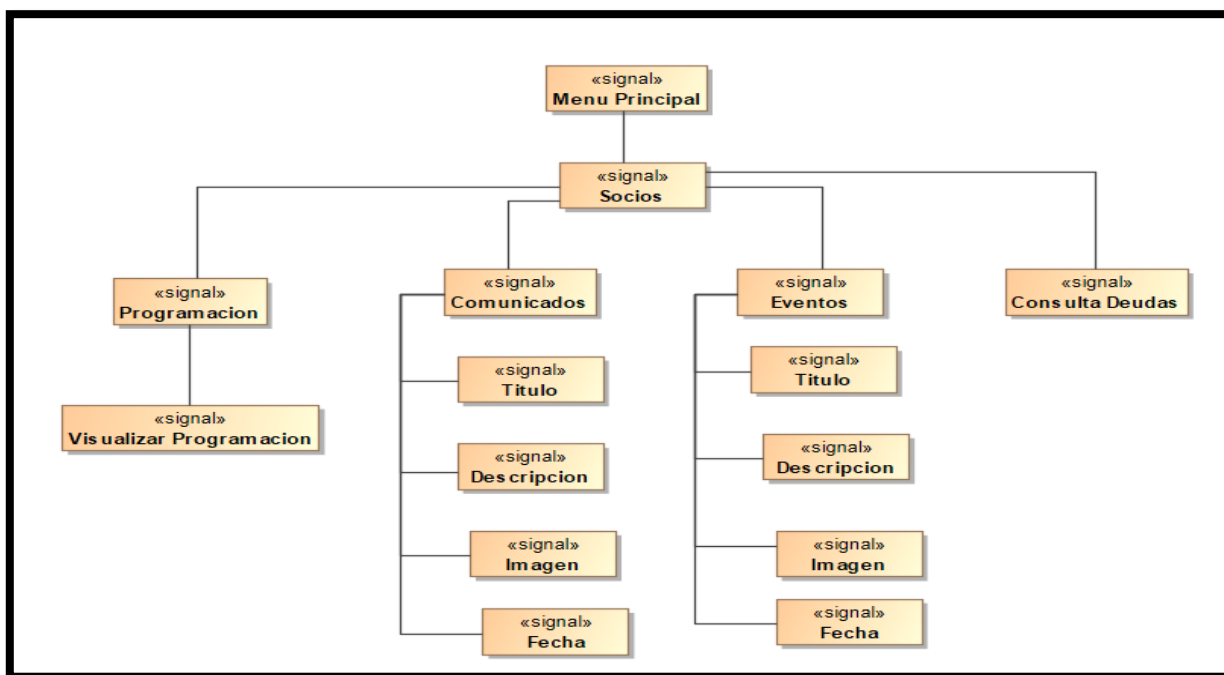 «signal»
Menu Principal
«signal»
Socios
«signal»
Programacion
«signal»
Visualizar Programacion
«signal»
Comunicados
«signal»
Titulo
«signal»
Descripcion
«signal»
Imagen
«signal»
Fecha
«signal»
Eventos
«signal»
Titulo
«signal»
Descripcion
«signal»
Imagen
«signal»
Fecha
«signal»
Consulta Deudas